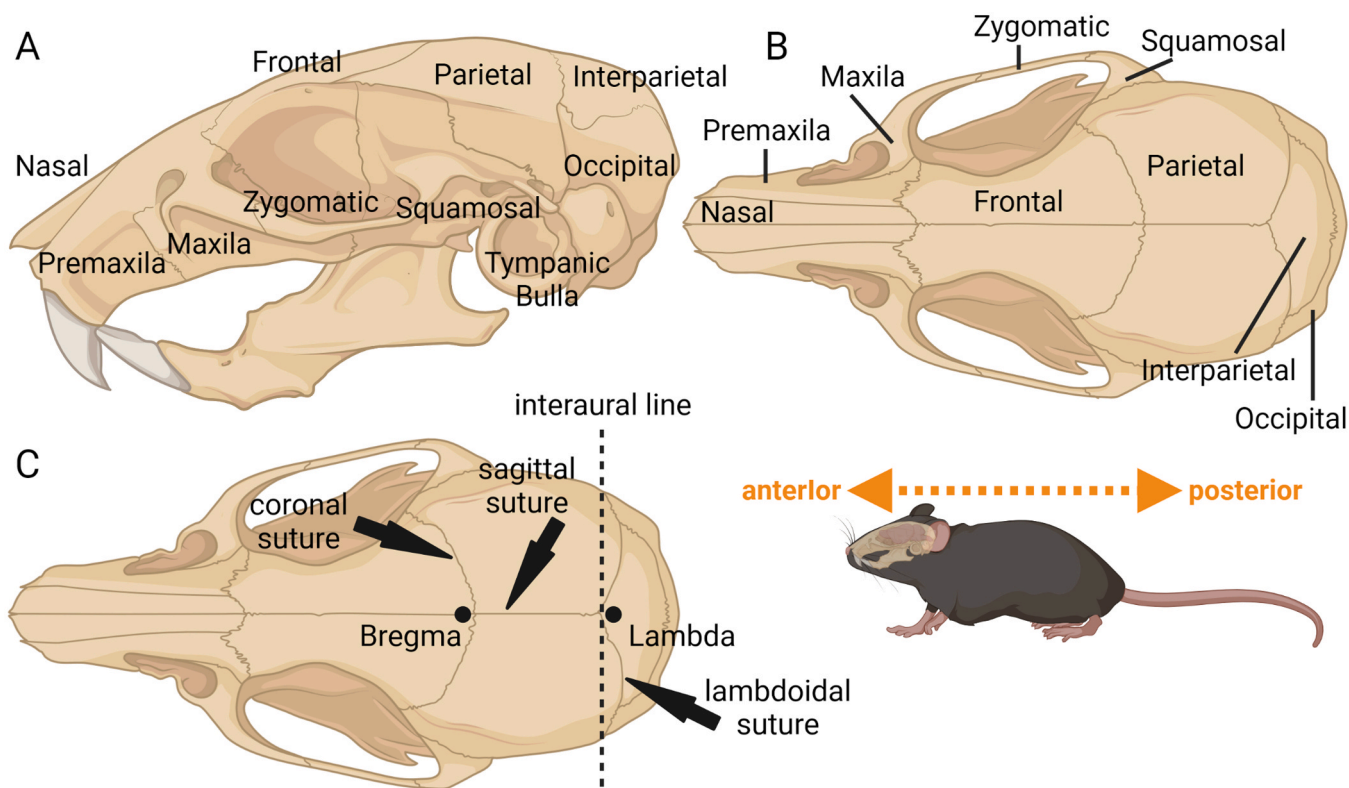 A
Frontal
Parietal
Interparietal
Nasal
Occipital
Zygomatic
Squamosal
Maxila
Premaxila
Tympanic
Bulla
B
Zygomatic
Squamosal
Maxila
Premaxila
Parietal
Nasal
Frontal
Interparietal
Occipital
C
interaural line
sagittal
suture
coronal
suture
Bregma
Lambda
lambdoidal
suture
anterlor
posterior